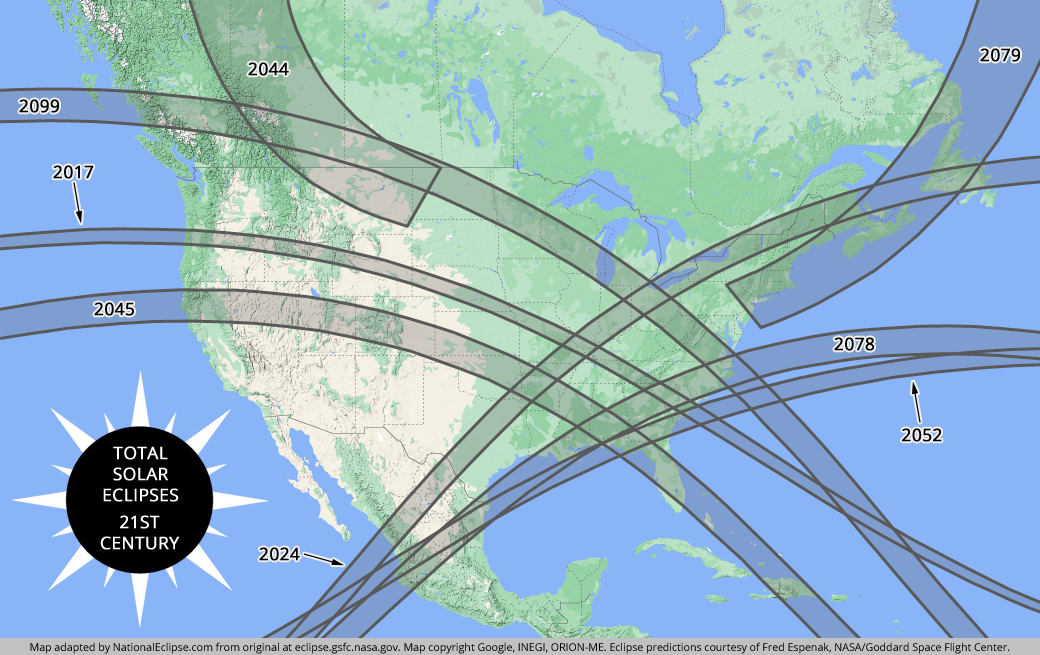 2044
2079
2099
2017
2045
2078
2052
TOTAL
SOLAR
ECLIPSES
21ST
CENTURY
2024
Map adapted by NationalEclipse.com from original at eclipse.gsfc.nasa.gov. Map copyright Google, INEGI, ORION-ME. Eclipse predictions courtesy of Fred Espenak, NASA/Goddard Space Flight Center.